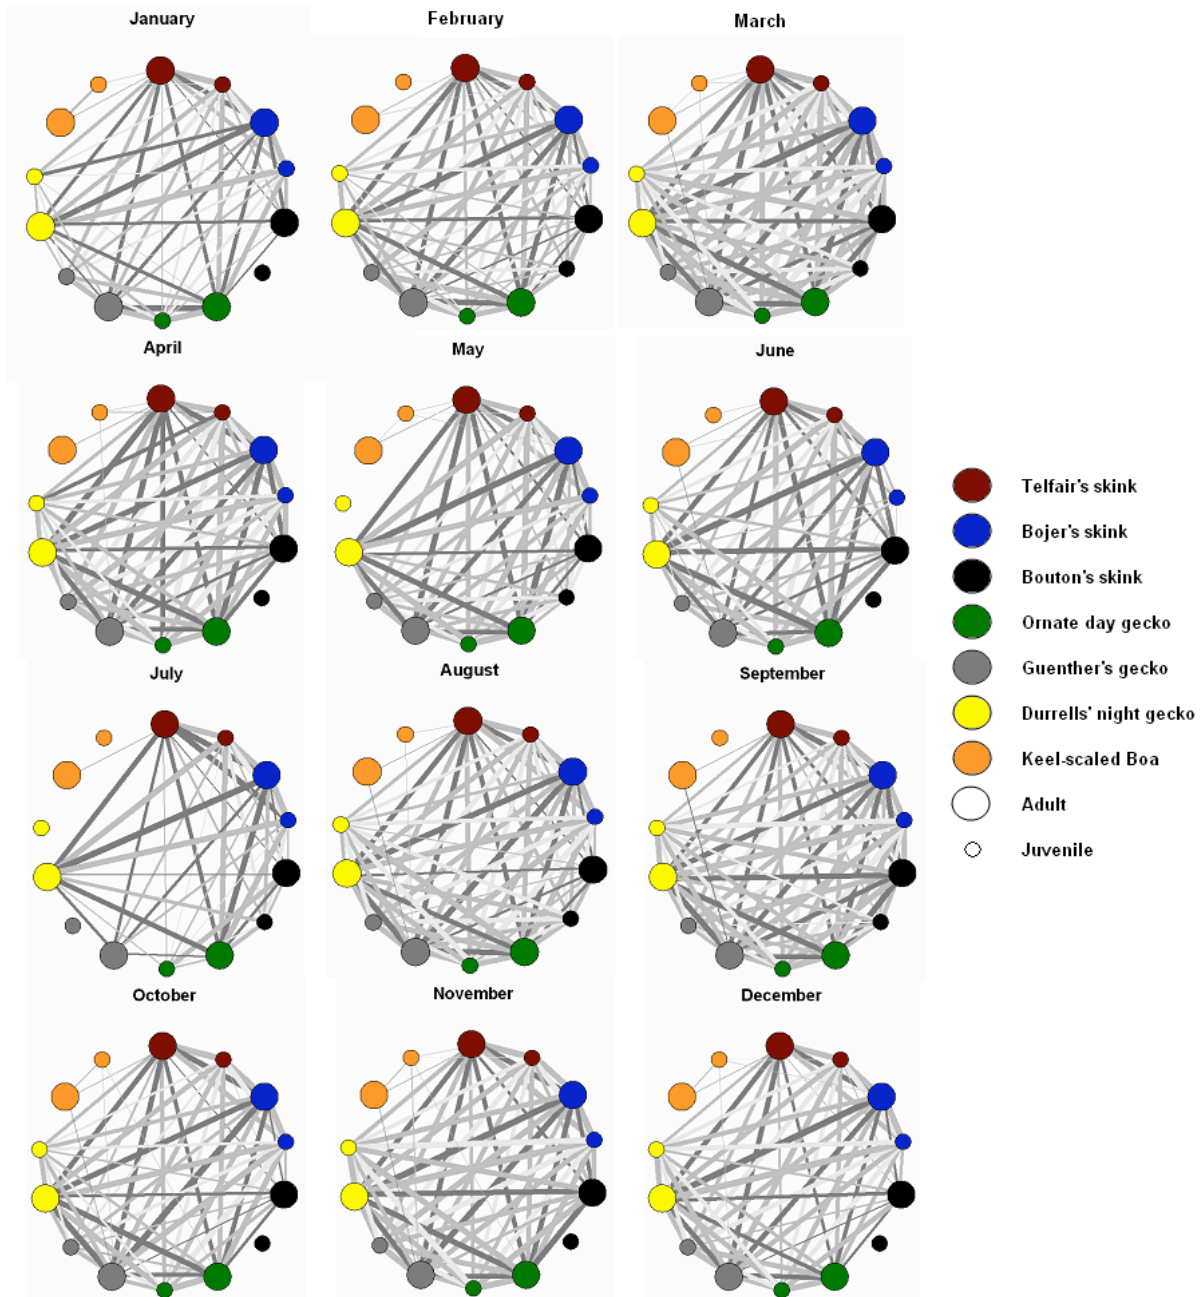 January
February
March
April
May
June
July
August
September
October
November
December
Telfair's skink
Bojer's skink
Bouton's skink
Ornate day gecko
Guenther's gecko
Durrells' night gecko
Keel-scaled Boa
Adult
Juvenile